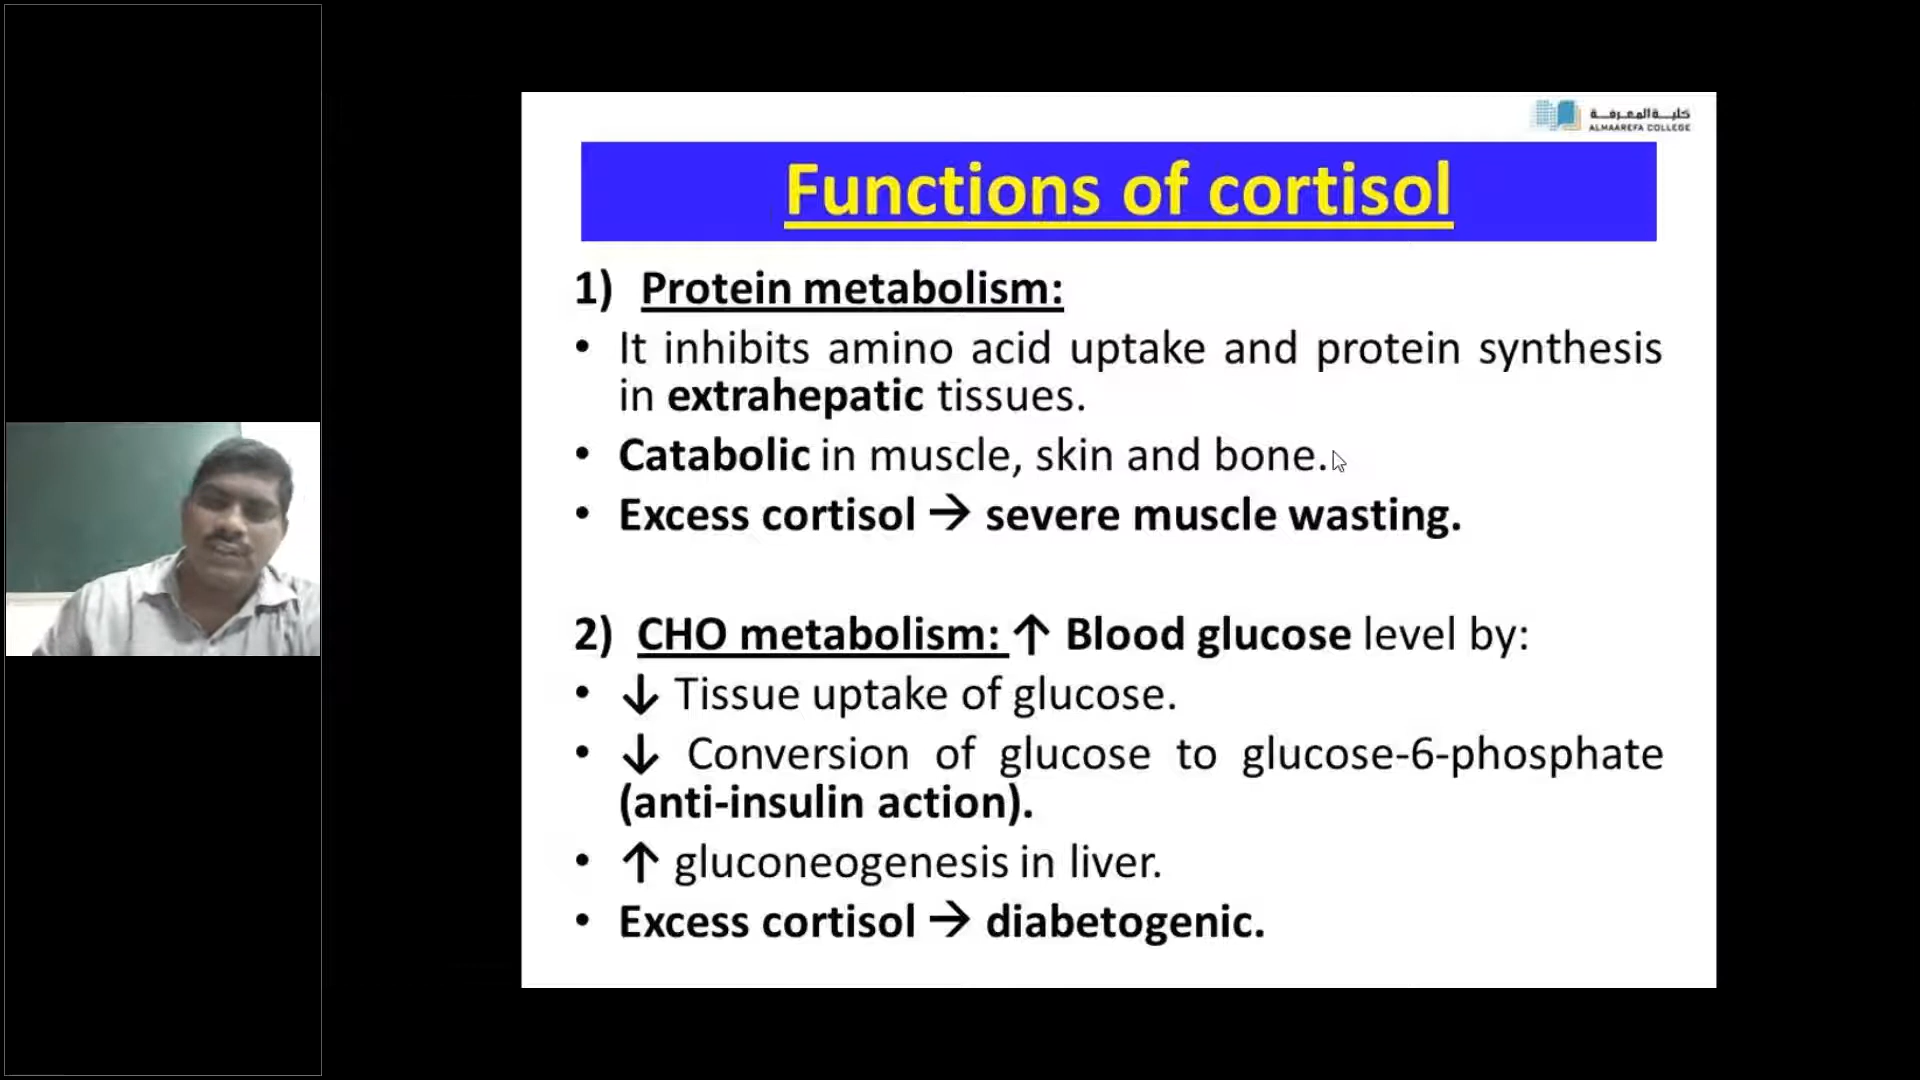 كلية المعرفة
ALMAAREFA COLLEGE
Functions of cortisol
1) Protein metabolism:
• It inhibits amino acid uptake and protein synthesis
in extrahepatic tissues.
• Catabolic in muscle, skin and bone.
• Excess cortisol → severe muscle wasting.
2) CHO metabolism: ↑ Blood glucose level by:
• ↓ Tissue uptake of glucose.
• ↓ Conversion of glucose to glucose-6-phosphate
(anti-insulin action).
• ↑ gluconeogenesis in liver.
• Excess cortisol → diabetogenic.